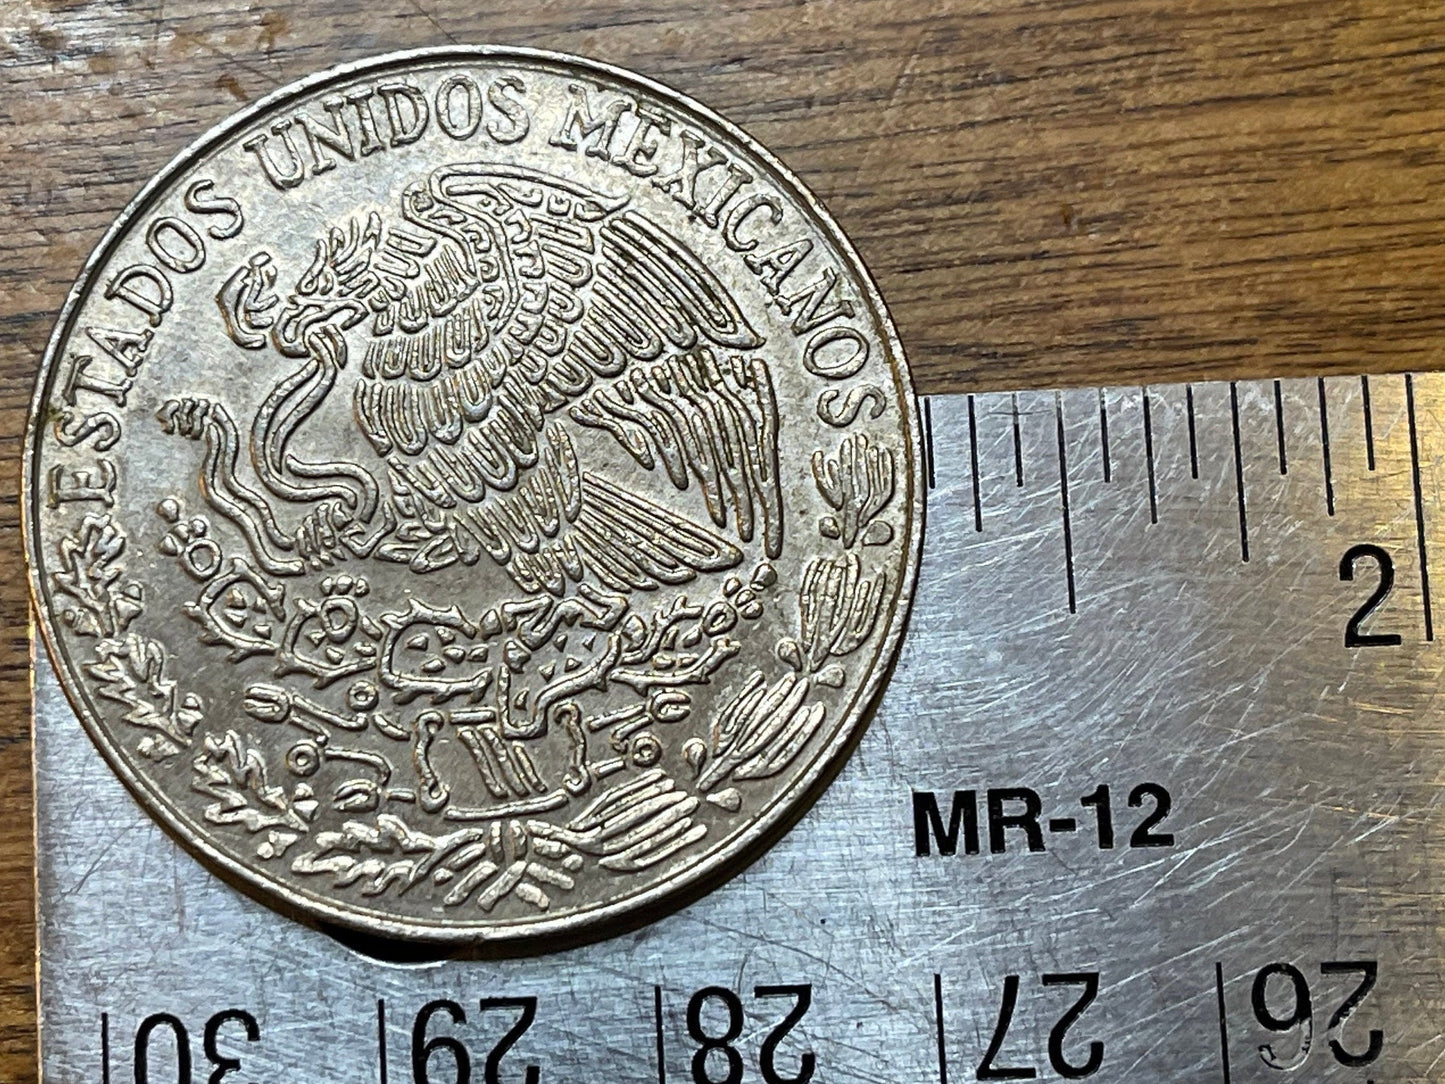 ESTADOS UNIDOS MEXICANOS
2
MR-12
30 29 28 27 26